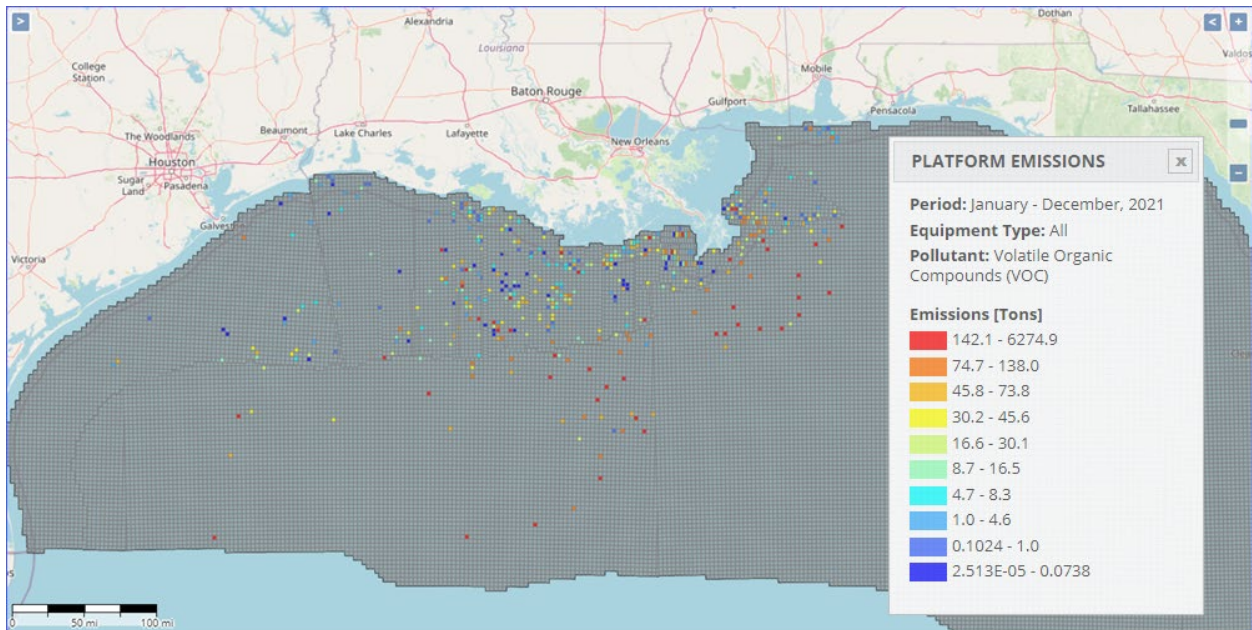 >
<
+
−
Alexandria
Dothan
Louisiana
Valdos
College
Station
Mobile
Baton Rouge
Gulfport
Pensacola
Tallahassee
The Woodlands
Beaumont
Lake Charles
Lafayette
New Orleans
Houston
Sugar
Land
Pasadena
Galvest
Victoria
PLATFORM EMISSIONS
x
Period: January - December, 2021
Equipment Type: All
Pollutant: Volatile Organic
Compounds (VOC)
Emissions [Tons]
142.1 - 6274.9
74.7 - 138.0
45.8 - 73.8
30.2 - 45.6
16.6 - 30.1
8.7 - 16.5
4.7 - 8.3
1.0 - 4.6
0.1024 - 1.0
2.513E-05 - 0.0738
os
0
50 mi
100 mi